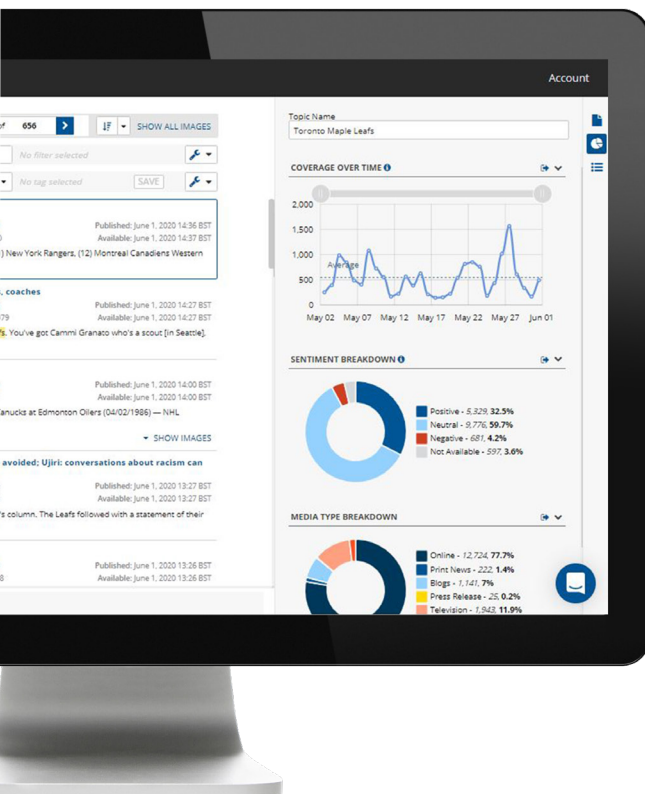 Account
of 656
SHOW ALL IMAGES
No filter selected
No tag selected
SAVE
Published: June 1, 2020 14:36 BST
Available: June 1, 2020 14:37 BST
) New York Rangers, (12) Montreal Canadiens Western
, coaches
Published: June 1, 2020 14:27 BST
79
Available: June 1, 2020 14:27 BST
fs. You've got Cammi Granato who's a scout [in Seattle],
Published: June 1, 2020 14:00 BST
Available: June 1, 2020 14:00 BST
anucks at Edmonton Oilers (04/02/1986) — NHL
SHOW IMAGES
avoided; Ujiri: conversations about racism can
Published: June 1, 2020 13:27 BST
Available: June 1, 2020 13:27 BST
's column. The Leafs followed with a statement of their
Published: June 1, 2020 13:26 BST
8
Available: June 1, 2020 13:26 BST
Topic Name
Toronto Maple Leafs
COVERAGE OVER TIME
2,000
1,500
1,000
500
0
Average
May 02 May 07 May 12 May 17 May 22 May 27 Jun 01
SENTIMENT BREAKDOWN
Positive - 5,329, 32.5%
Neutral - 9,776, 59.7%
Negative - 681, 4.2%
Not Available - 597, 3.6%
MEDIA TYPE BREAKDOWN
Online - 12,724, 77.7%
Print News - 222, 1.4%
Blogs - 1,141, 7%
Press Release - 25, 0.2%
Television - 1,943, 11.9%